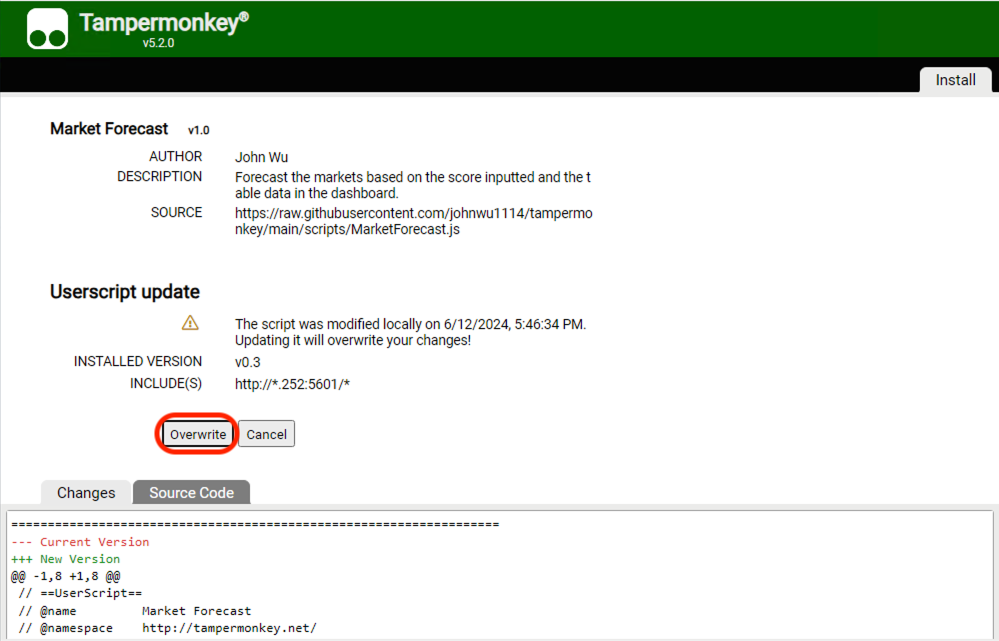 Tampermonkey®
v5.2.0
Install
Market Forecast v1.0
AUTHOR John Wu
DESCRIPTION Forecast the markets based on the score inputted and the t
able data in the dashboard.
SOURCE https://raw.githubusercontent.com/johnwu1114/tampermo
nkey/main/scripts/MarketForecast.js
Userscript update
The script was modified locally on 6/12/2024, 5:46:34 PM.
Updating it will overwrite your changes!
INSTALLED VERSION v0.3
INCLUDE(S) http://*.252:5601/*
Overwrite Cancel
Changes Source Code
===================================================================
--- Current Version
+++ New Version
@@ -1,8 +1,8 @@
// ==UserScript==
// @name Market Forecast
// @namespace http://tampermonkey.net/